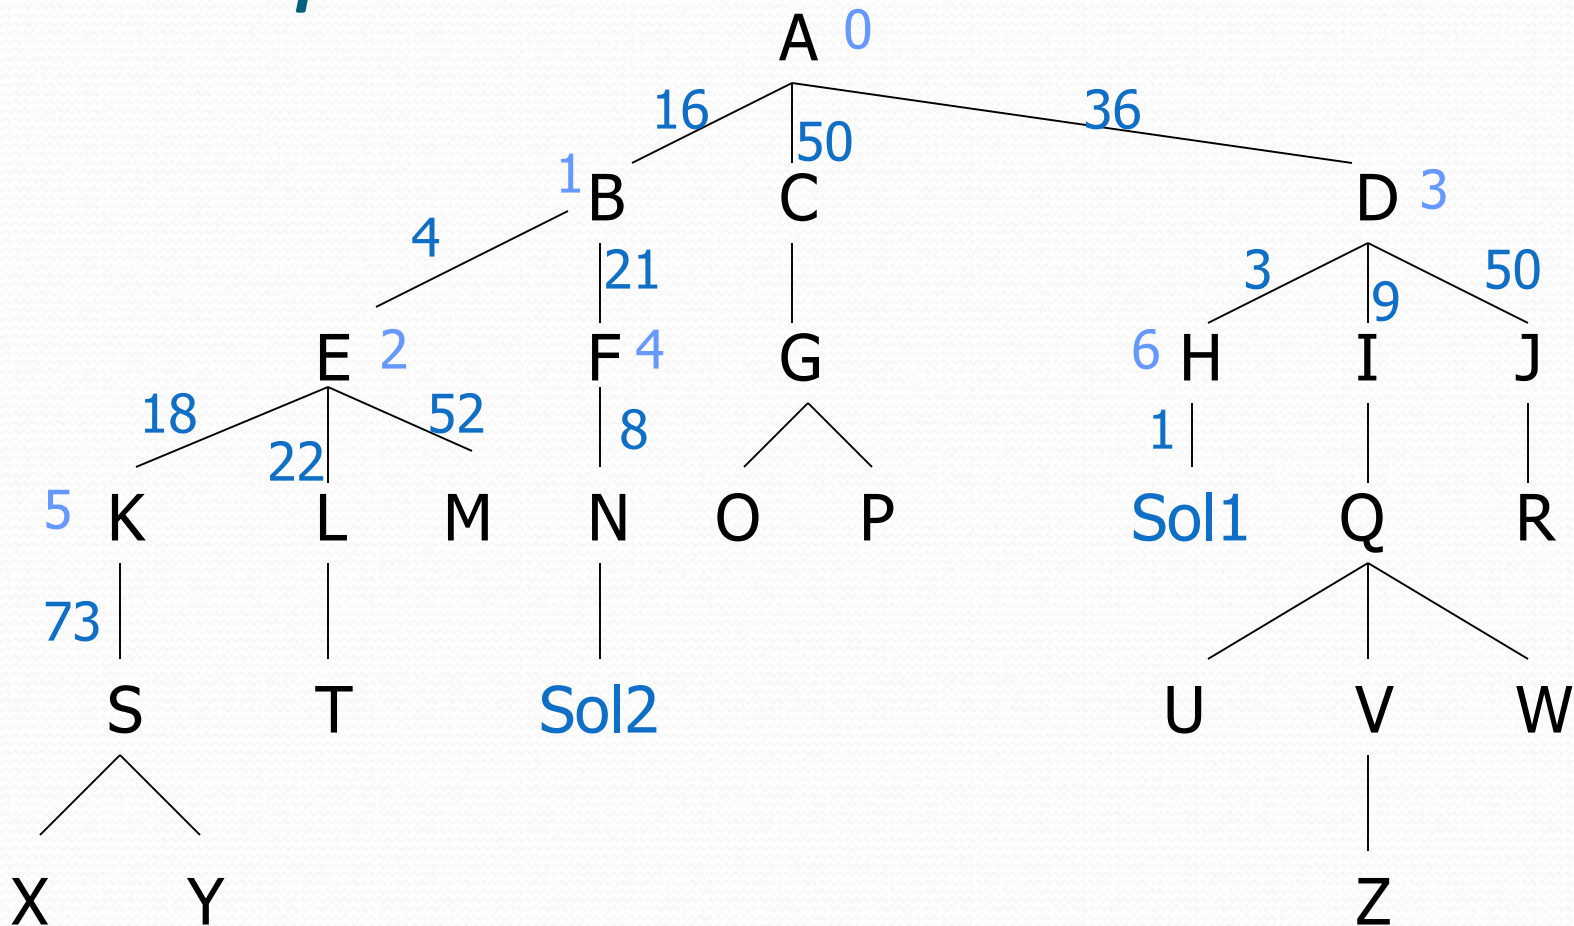 A 0
16 50 36
1 B C D 3
4 21 3 9 50
E 2 F 4 G 6 H I J
18 22 52 8 1
5 K L M N O P Sol1 Q R
73
S T Sol2 U V W
X Y Z